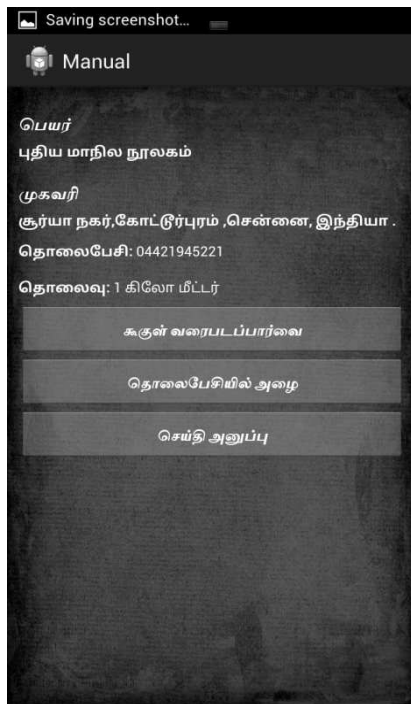 Saving screenshot...
Manual
பெயர்
புதிய மாநில நூலகம்
முகவரி
சூர்யா நகர்,கோட்டூர்புரம் ,சென்னை, இந்தியா .
தொலைபேசி: 04421945221
தொலைவு: 1 கிலோ மீட்டர்
கூகுள் வரைபடப்பார்வை
தொலைபேசியில் அழை
செய்தி அனுப்பு